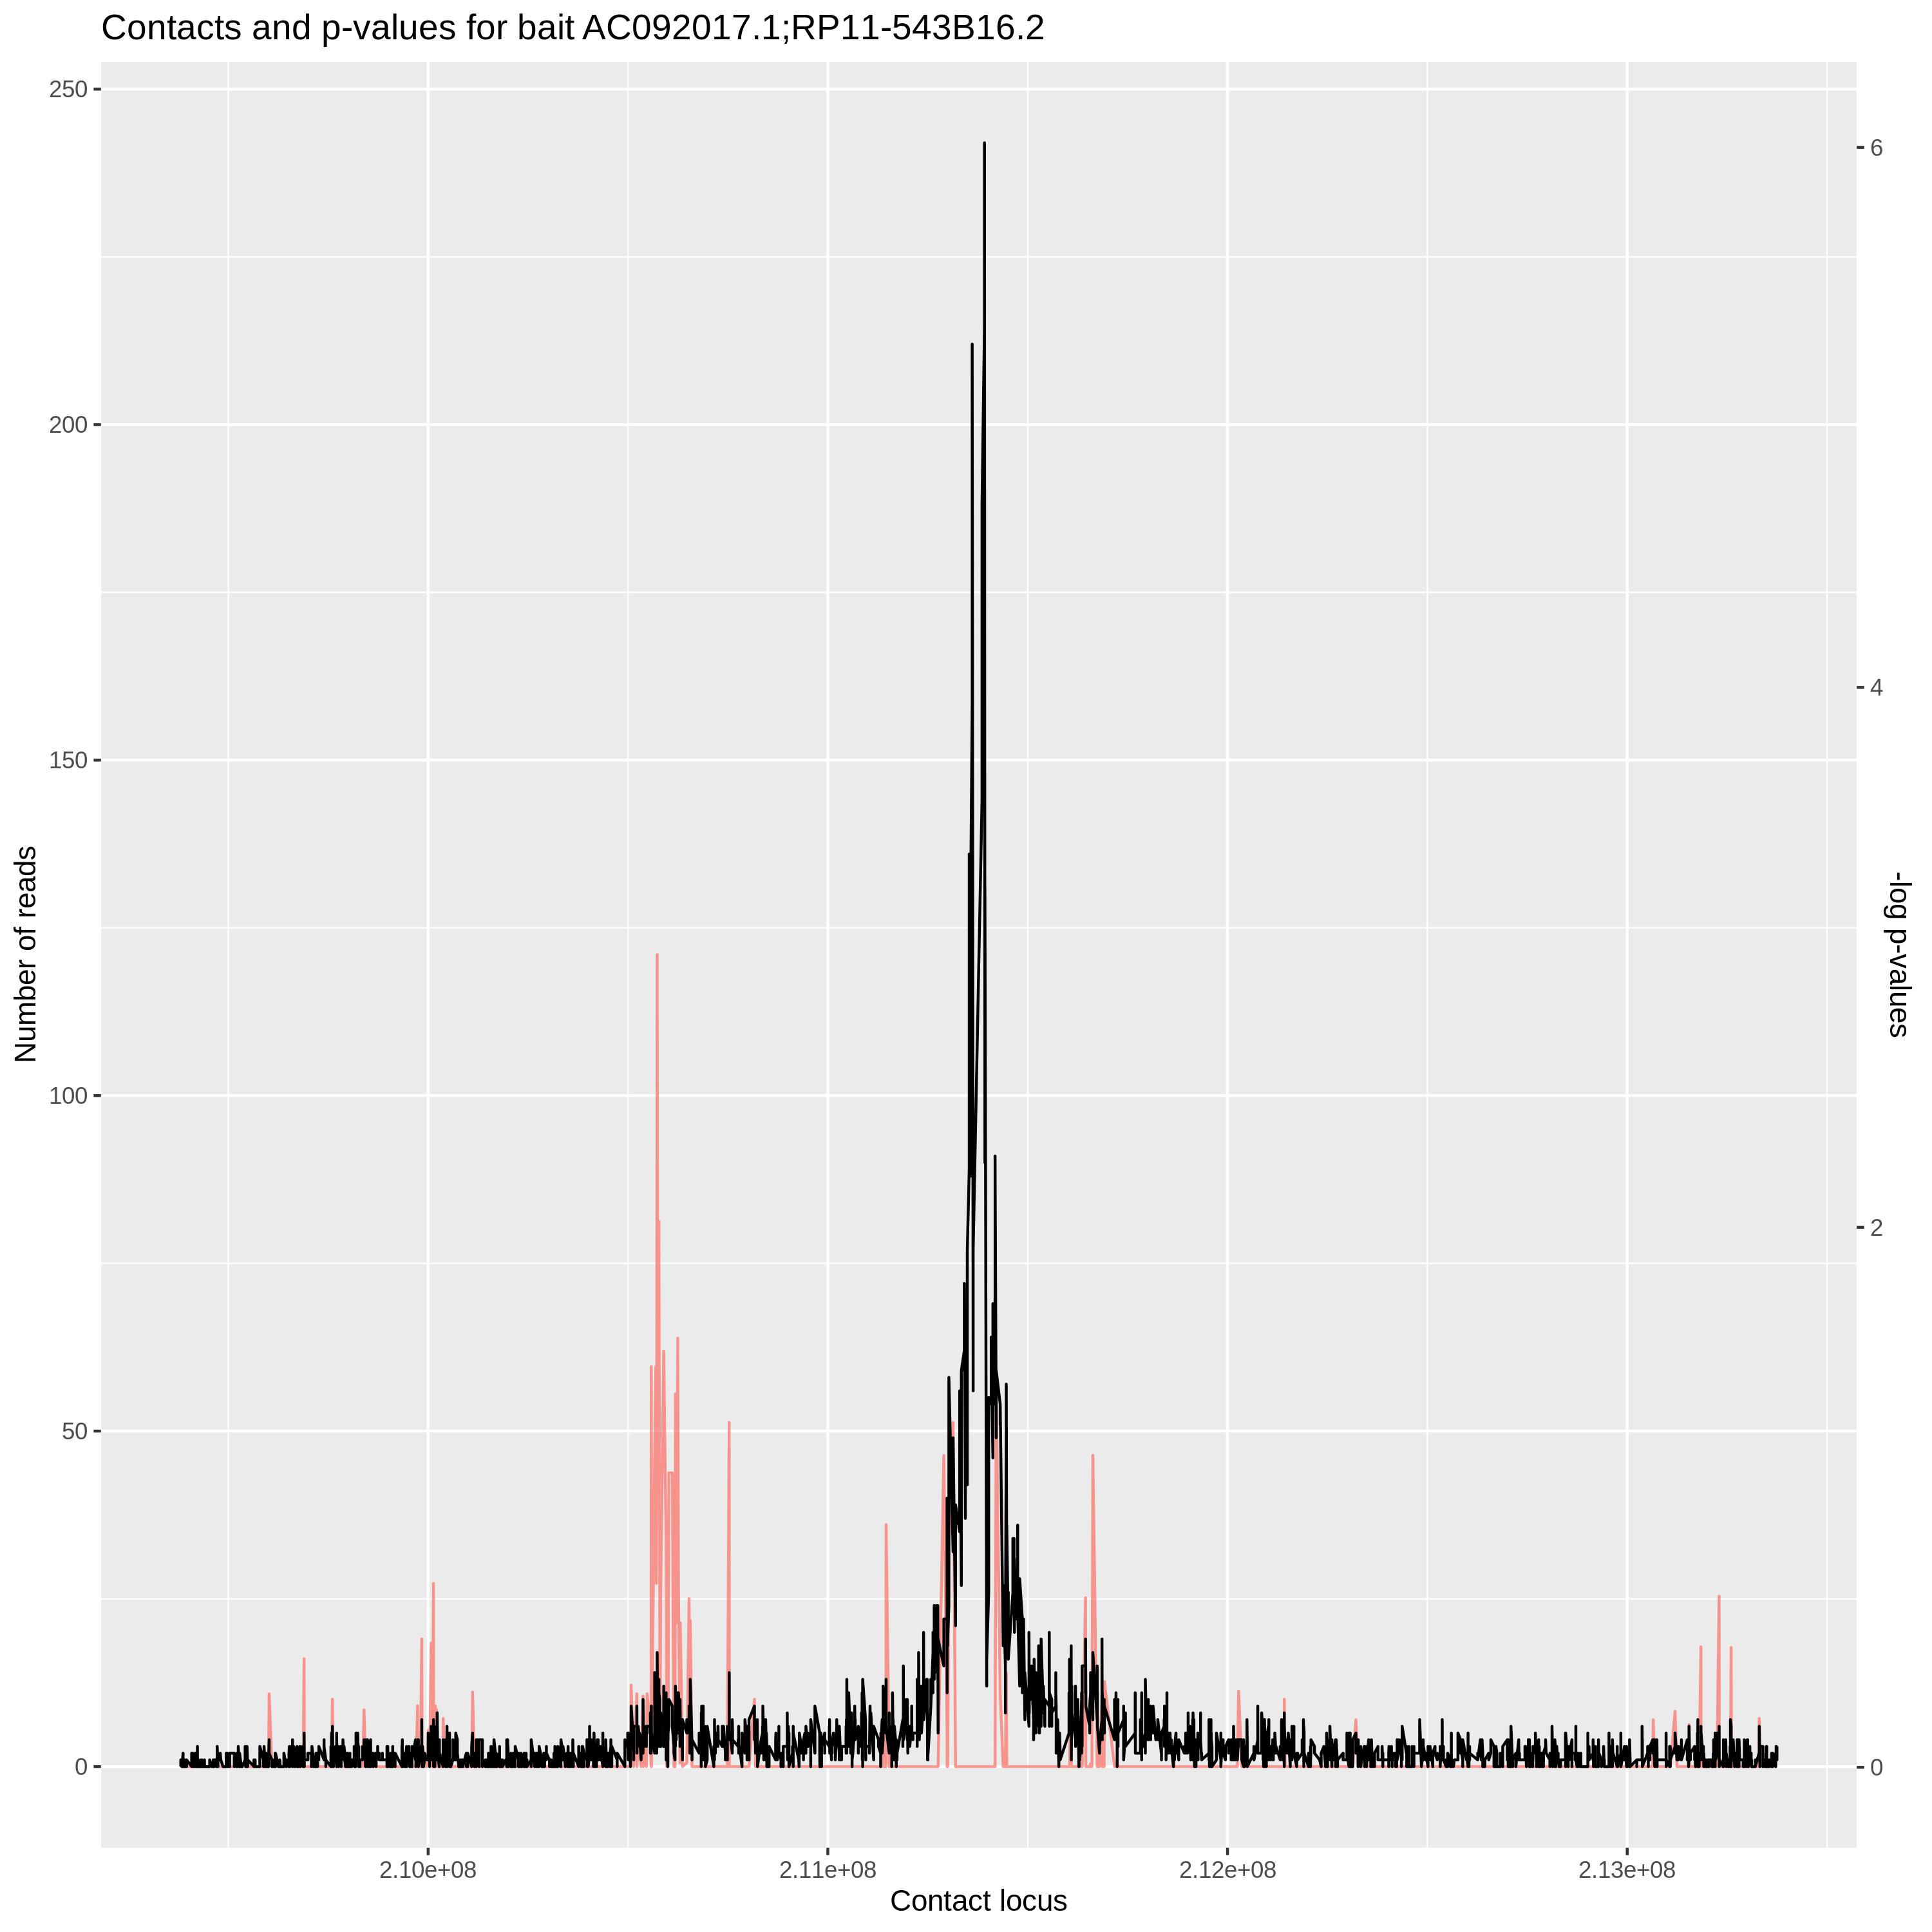 Contacts and p-values for bait AC092017.1;RP11-543B16.2
250
200
150
100
50
0
Number of reads
6
4
2
0
-log p-values
2.10e+08
2.11e+08
2.12e+08
2.13e+08
Contact locus